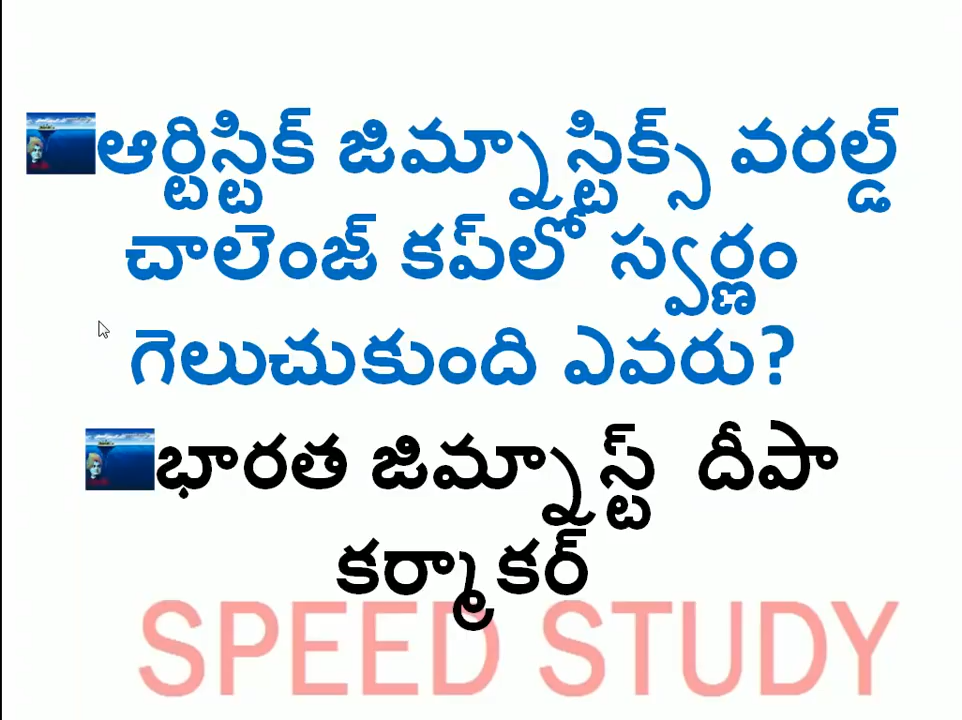 ఆర్టిస్టిక్ జిమ్నాస్టిక్స్ వరల్డ్
చాలెంజ్ కప్‌లో స్వర్ణం
గెలుచుకుంది ఎవరు?
భారత జిమ్నాస్ట్ దీపా
కర్మాకర్
SPEED STUDY